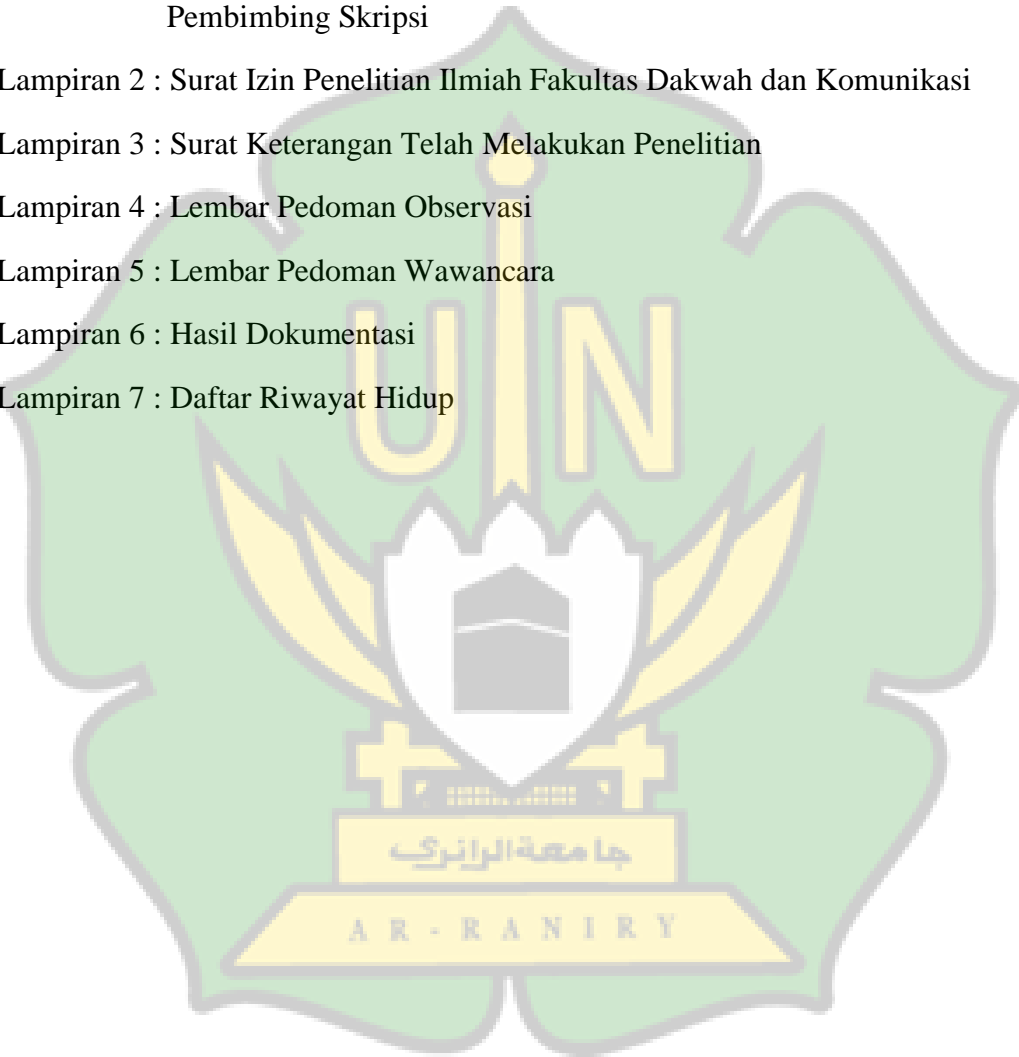 Pembimbing Skripsi
Lampiran 2 : Surat Izin Penelitian Ilmiah Fakultas Dakwah dan Komunikasi
Lampiran 3 : Surat Keterangan Telah Melakukan Penelitian
Lampiran 4 : Lembar Pedoman Observasi
Lampiran 5 : Lembar Pedoman Wawancara
Lampiran 6 : Hasil Dokumentasi
Lampiran 7 : Daftar Riwayat Hidup
UIN
جامعة الرانري
AR-RANIRY